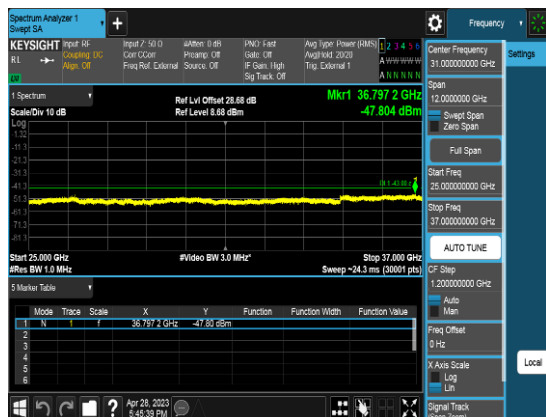 Spectrum Analyzer 1
Swept SA
Frequency
KEYSIGHT
Input: RF
Input Z: 50 Ω
#Atten: 0 dB
PNO: Fast
Avg Type: Power (RMS)
1 2 3 4 5 6
RL
Coupling: DC
Corr CCorr
Preamp: Off
Gate: Off
Avg|Hold: 20/20
A W W W W W
Align: Off
Freq Ref: External
Source: Off
IF Gain: High
Trig: External 1
Sig Track: Off
A N N N N N
1 Spectrum
Scale/Div 10 dB
Ref Lvl Offset 28.68 dB
Ref Level 8.68 dBm
Mkr1 36.797 2 GHz
-47.804 dBm
Log
-1.32
-11.3
-21.3
-31.3
-41.3
-51.3
-61.3
-71.3
-81.3
Start 25.000 GHz
#Video BW 3.0 MHz*
Stop 37.000 GHz
#Res BW 1.0 MHz
Sweep ~24.3 ms (30001 pts)
5 Marker Table
Mode Trace Scale X Y Function Function Width Function Value
1 N 1 f 36.797 2 GHz -47.80 dBm
2
3
4
5
6
Center Frequency
31.000000000 GHz
Settings
Span
12.0000000 GHz
Swept Span
Zero Span
Full Span
Start Freq
25.000000000 GHz
Stop Freq
37.000000000 GHz
AUTO TUNE
CF Step
1.200000000 GHz
Auto
Man
Freq Offset
0 Hz
X Axis Scale
Log
Lin
Local
Signal Track
(Span Zoom)
Apr 28, 2023
5:45:39 PM